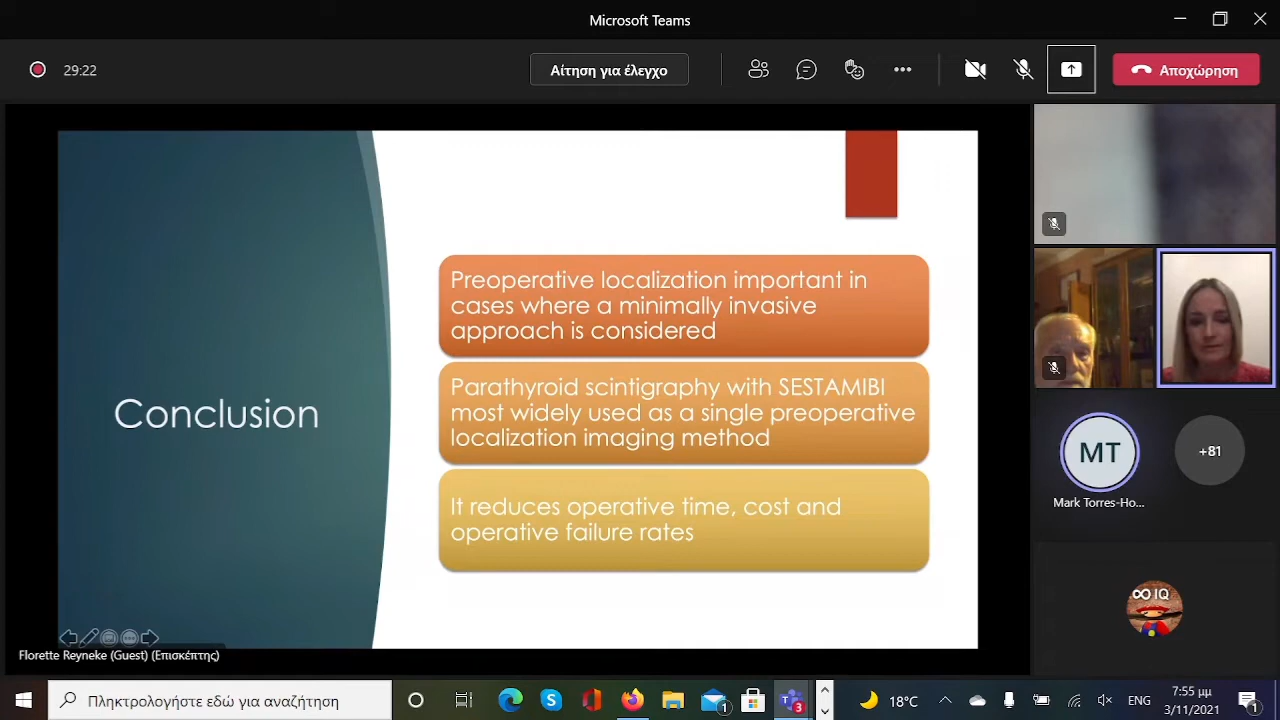 Microsoft Teams
29:22
Αίτηση για έλεγχο
Αποχώρηση
Conclusion
Preoperative localization important in
cases where a minimally invasive
approach is considered
Parathyroid scintigraphy with SESTAMIBI
most widely used as a single preoperative
localization imaging method
It reduces operative time, cost and
operative failure rates
MT
+81
Mark Torres-Ho...
∞ IQ
Florette Reyneke (Guest) (Επισκέπτης)
Πληκτρολογήστε εδώ για αναζήτηση
1
3
18°C
ENG
7:55 μμ
3/11/2021
1